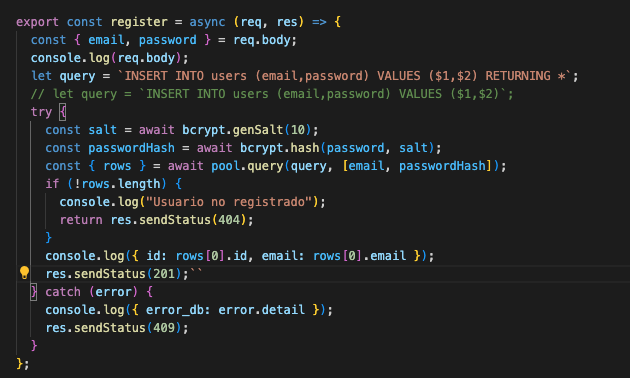 export const register = async (req, res) => {
  const { email, password } = req.body;
  console.log(req.body);
  let query = `INSERT INTO users (email,password) VALUES ($1,$2) RETURNING *`;
  // let query = `INSERT INTO users (email,password) VALUES ($1,$2)`;
  try {
    const salt = await bcrypt.genSalt(10);
    const passwordHash = await bcrypt.hash(password, salt);
    const { rows } = await pool.query(query, [email, passwordHash]);
    if (!rows.length) {
      console.log("Usuario no registrado");
      return res.sendStatus(404);
    }
    console.log({ id: rows[0].id, email: rows[0].email });
    res.sendStatus(201);``
  } catch (error) {
    console.log({ error_db: error.detail });
    res.sendStatus(409);
  }
};